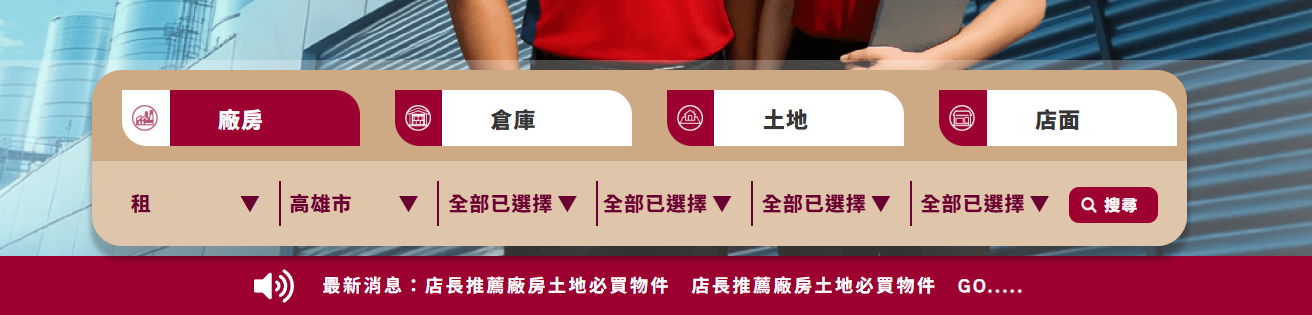 廠房 倉庫 土地 店面
租 ▼ 高雄市 ▼ 全部已選擇 ▼ 全部已選擇 ▼ 全部已選擇 ▼ 全部已選擇 ▼ 搜尋
最新消息：店長推薦廠房土地必買物件 店長推薦廠房土地必買物件 GO.....